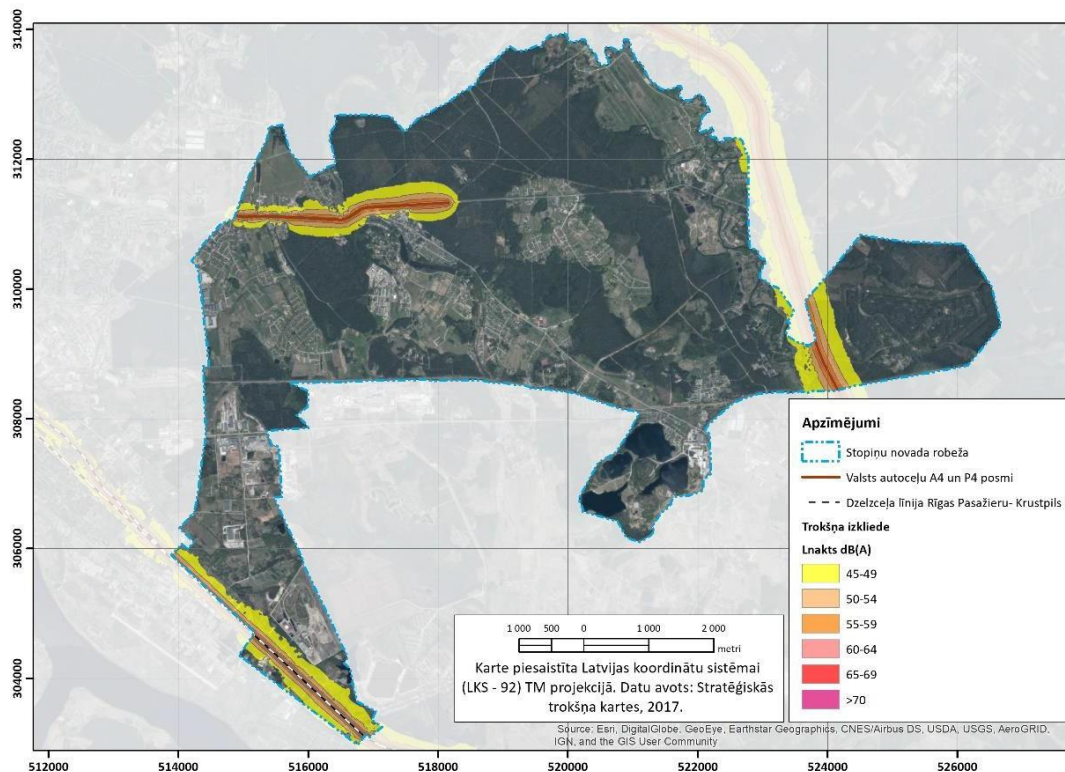 314000
312000
310000
308000
306000
304000
Apzīmējumi
Stopiņu novada robeža
Valsts autoceļu A4 un P4 posmi
Dzelzceļa līnija Rīgas Pasažieru- Krustpils
Trokšņa izkliede
Lnakts dB(A)
45-49
50-54
55-59
60-64
65-69
>70
1 000 500 0 1 000 2 000
metri
Karte piesaistīta Latvijas koordinātu sistēmai
(LKS - 92) TM projekcijā. Datu avots: Stratēģiskās
trokšņa kartes, 2017.
Source: Esri, DigitalGlobe, GeoEye, Earthstar Geographics, CNES/Airbus DS, USDA, USGS, AeroGRID,
IGN, and the GIS User Community
512000 514000 516000 518000 520000 522000 524000 526000